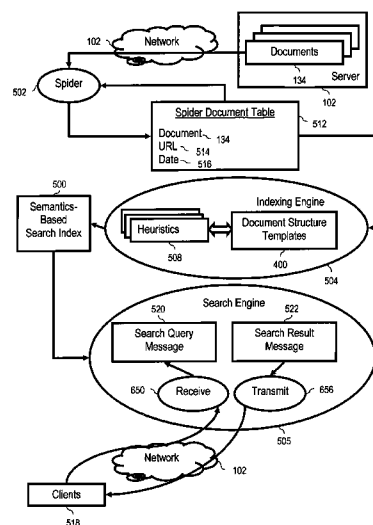 102
Network
Documents
134
Server
102
502
Spider
Spider Document Table
Document
134
URL
514
Date
516
512
500
Semantics-
Based
Search Index
Indexing Engine
Heuristics
508
Document Structure
Templates
400
504
Search Engine
520
522
Search Query
Message
Search Result
Message
650
Receive
Transmit
656
505
Network
102
Clients
518